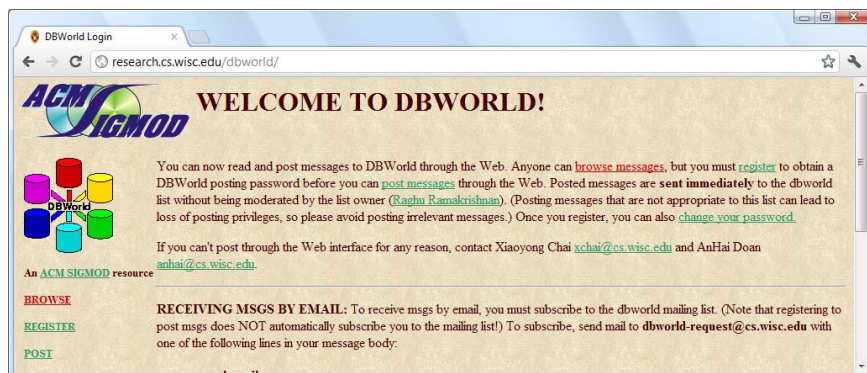 DBWorld Login
research.cs.wisc.edu/dbworld/
ACM SIGMOD
WELCOME TO DBWORLD!
DBWorld
An ACM SIGMOD resource
BROWSE
REGISTER
POST
You can now read and post messages to DBWorld through the Web. Anyone can browse messages, but you must register to obtain a
DBWorld posting password before you can post messages through the Web. Posted messages are sent immediately to the dbworld
list without being moderated by the list owner (Raghu Ramakrishnan). (Posting messages that are not appropriate to this list can lead to
loss of posting privileges, so please avoid posting irrelevant messages.) Once you register, you can also change your password.
If you can't post through the Web interface for any reason, contact Xiaoyong Chai xchai@cs.wisc.edu and AnHai Doan
anhai@cs.wisc.edu.
RECEIVING MSGS BY EMAIL: To receive msgs by email, you must subscribe to the dbworld mailing list. (Note that registering to
post msgs does NOT automatically subscribe you to the mailing list!) To subscribe, send mail to dbworld-request@cs.wisc.edu with
one of the following lines in your message body: